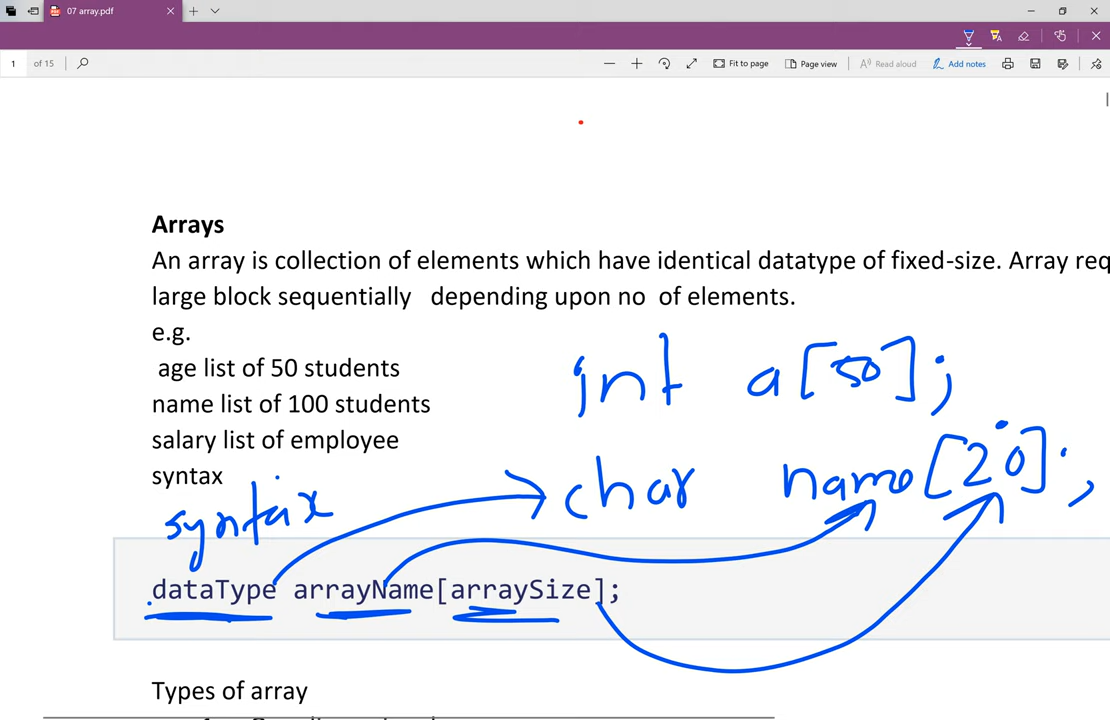 07 array.pdf
1 of 15 Fit to page Page view Read aloud Add notes
Arrays
An array is collection of elements which have identical datatype of fixed-size. Array req
large block sequentially depending upon no of elements.
e.g.
age list of 50 students
name list of 100 students
salary list of employee
syntax
int a[50];
char name[20];
syntax
dataType arrayName[arraySize];
Types of array